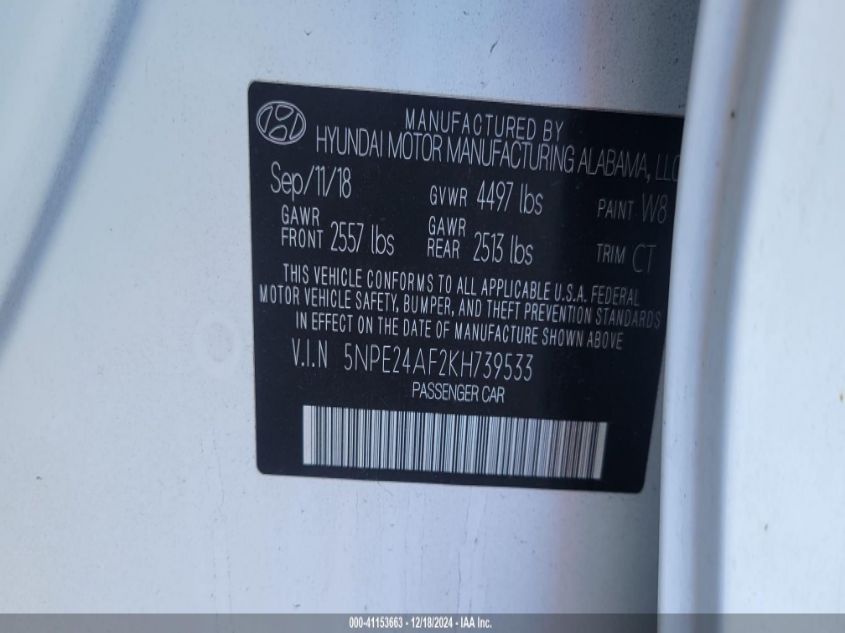 MANUFACTURED BY
HYUNDAI MOTOR MANUFACTURING ALABAMA, LLC
Sep/11/18 GVWR 4497 lbs PAINT W8
GAWR FRONT 2557 lbs GAWR REAR 2513 lbs TRIM CT
THIS VEHICLE CONFORMS TO ALL APPLICABLE U.S.A. FEDERAL
MOTOR VEHICLE SAFETY, BUMPER, AND THEFT PREVENTION STANDARDS
IN EFFECT ON THE DATE OF MANUFACTURE SHOWN ABOVE
V.I.N 5NPE24AF2KH739533
PASSENGER CAR
000-41153663 - 12/18/2024 - IAA Inc.